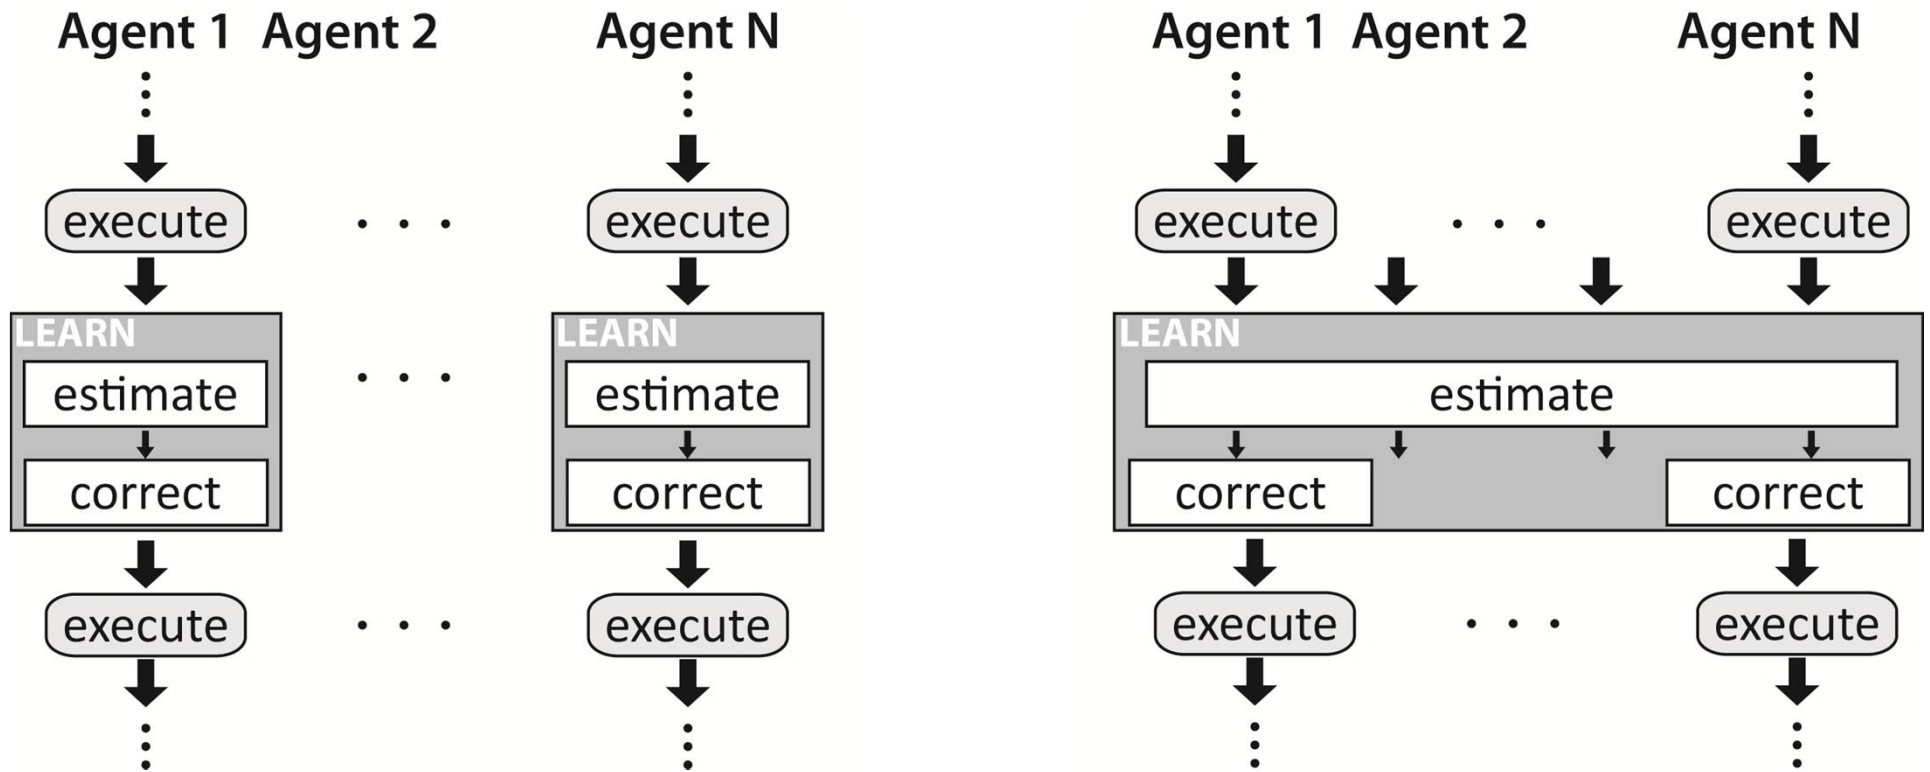 Agent 1 Agent 2 Agent N
execute . . . execute
LEARN LEARN
estimate . . . estimate
correct correct
execute . . . execute
Agent 1 Agent 2 Agent N
execute . . . execute
LEARN
estimate
correct correct
execute . . . execute